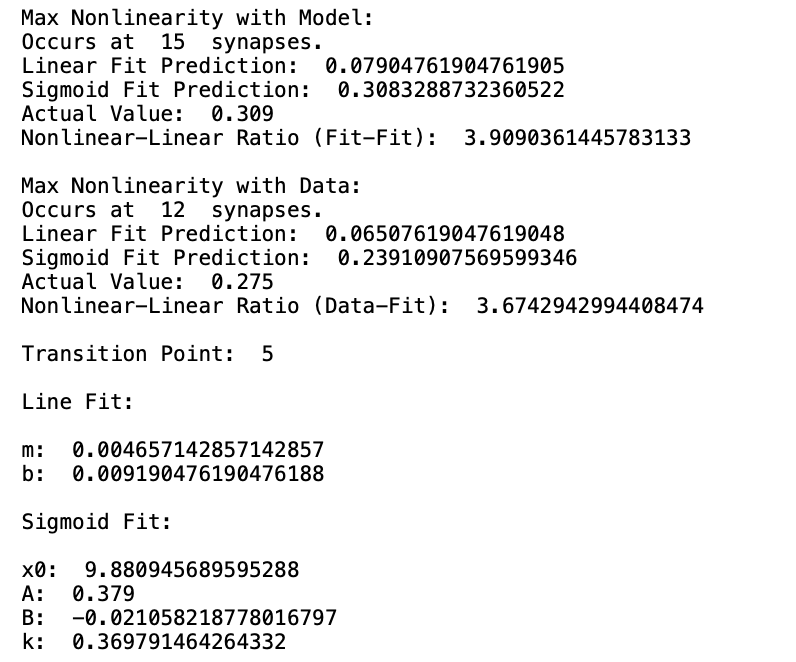 Max Nonlinearity with Model:
Occurs at  15  synapses.
Linear Fit Prediction:  0.07904761904761905
Sigmoid Fit Prediction:  0.3083288732360522
Actual Value:  0.309
Nonlinear-Linear Ratio (Fit-Fit):  3.9090361445783133
Max Nonlinearity with Data:
Occurs at  12  synapses.
Linear Fit Prediction:  0.06507619047619048
Sigmoid Fit Prediction:  0.23910907569599346
Actual Value:  0.275
Nonlinear-Linear Ratio (Data-Fit):  3.6742942994408474
Transition Point:  5
Line Fit:
m:  0.004657142857142857
b:  0.009190476190476188
Sigmoid Fit:
x0:  9.880945689595288
A:  0.379
B:  -0.021058218778016797
k:  0.369791464264332